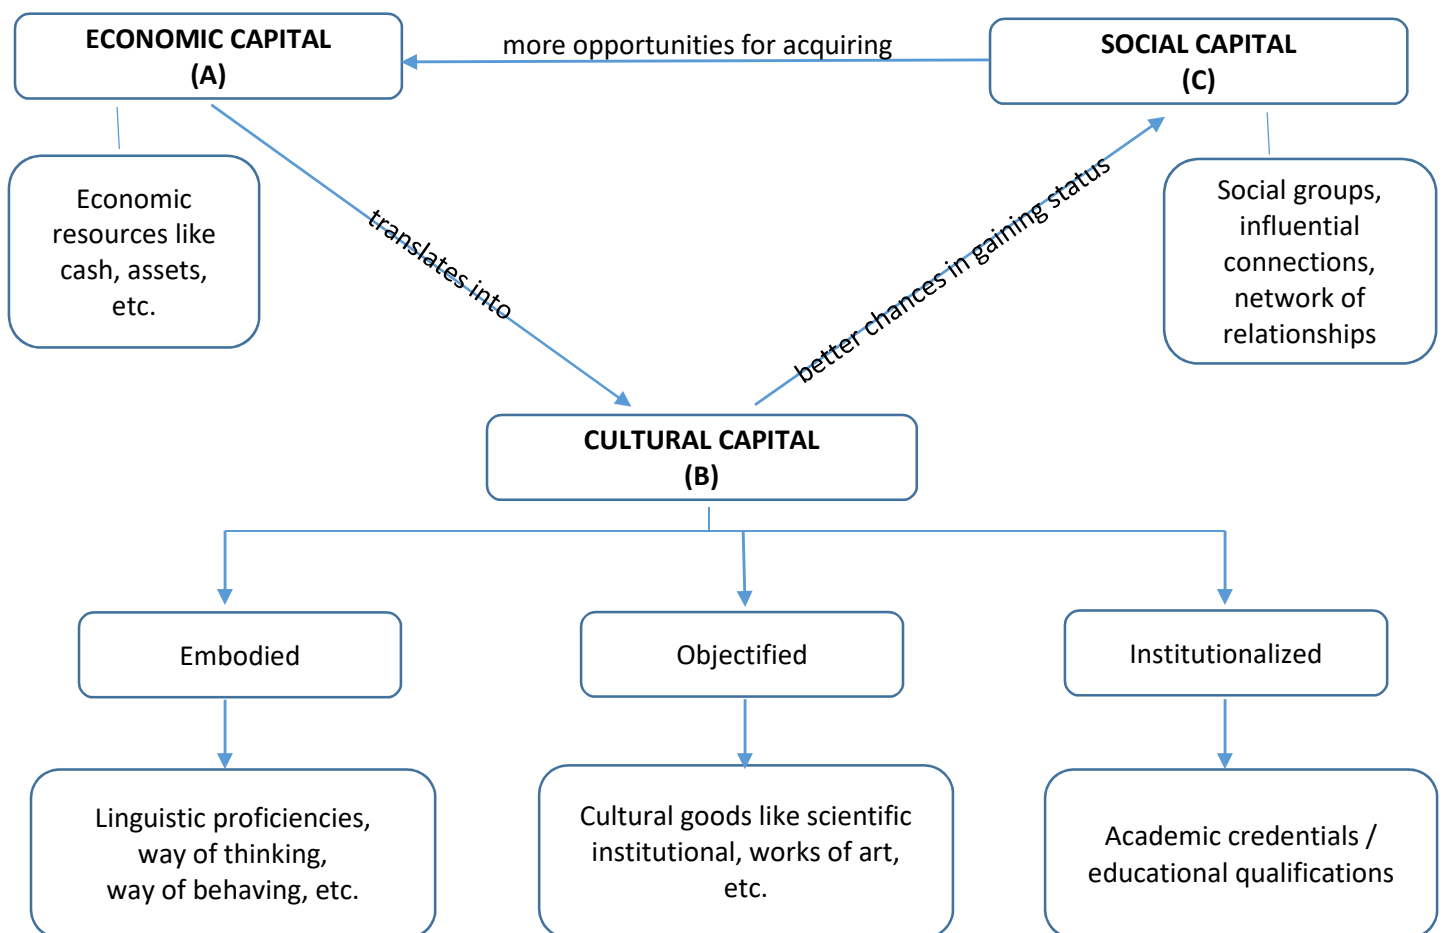 ECONOMIC CAPITAL
(A)
more opportunities for acquiring
SOCIAL CAPITAL
(C)
Economic
resources like
cash, assets,
etc.
translates into
better chances in gaining status
Social groups,
influential
connections,
network of
relationships
CULTURAL CAPITAL
(B)
Embodied
Objectified
Institutionalized
Linguistic proficiencies,
way of thinking,
way of behaving, etc.
Cultural goods like scientific
institutional, works of art,
etc.
Academic credentials /
educational qualifications